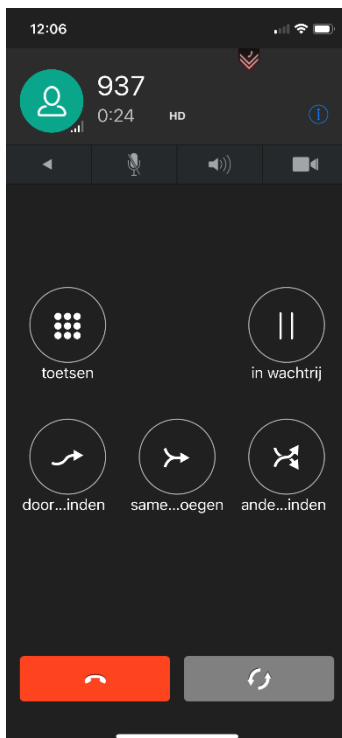 12:06
937
0:24 HD
toetsen
in wachtrij
door...inden
same...oegen
ande...inden